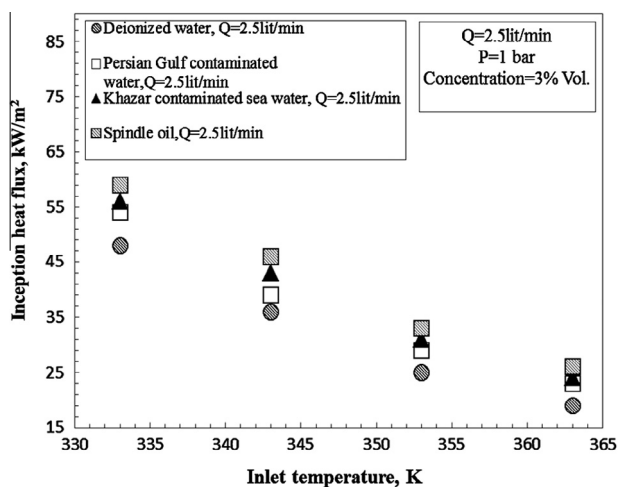 85
75
65
55
45
35
25
15
Inception heat flux, kW/m²
Deionized water, Q=2.5lit/min
Persian Gulf contaminated
water,Q=2.5lit/min
Khazar contaminated sea water, Q=2.5lit/min
Spindle oil,Q=2.5lit/min
Q=2.5lit/min
P=1 bar
Concentration=3% Vol.
330 335 340 345 350 355 360 365
Inlet temperature, K